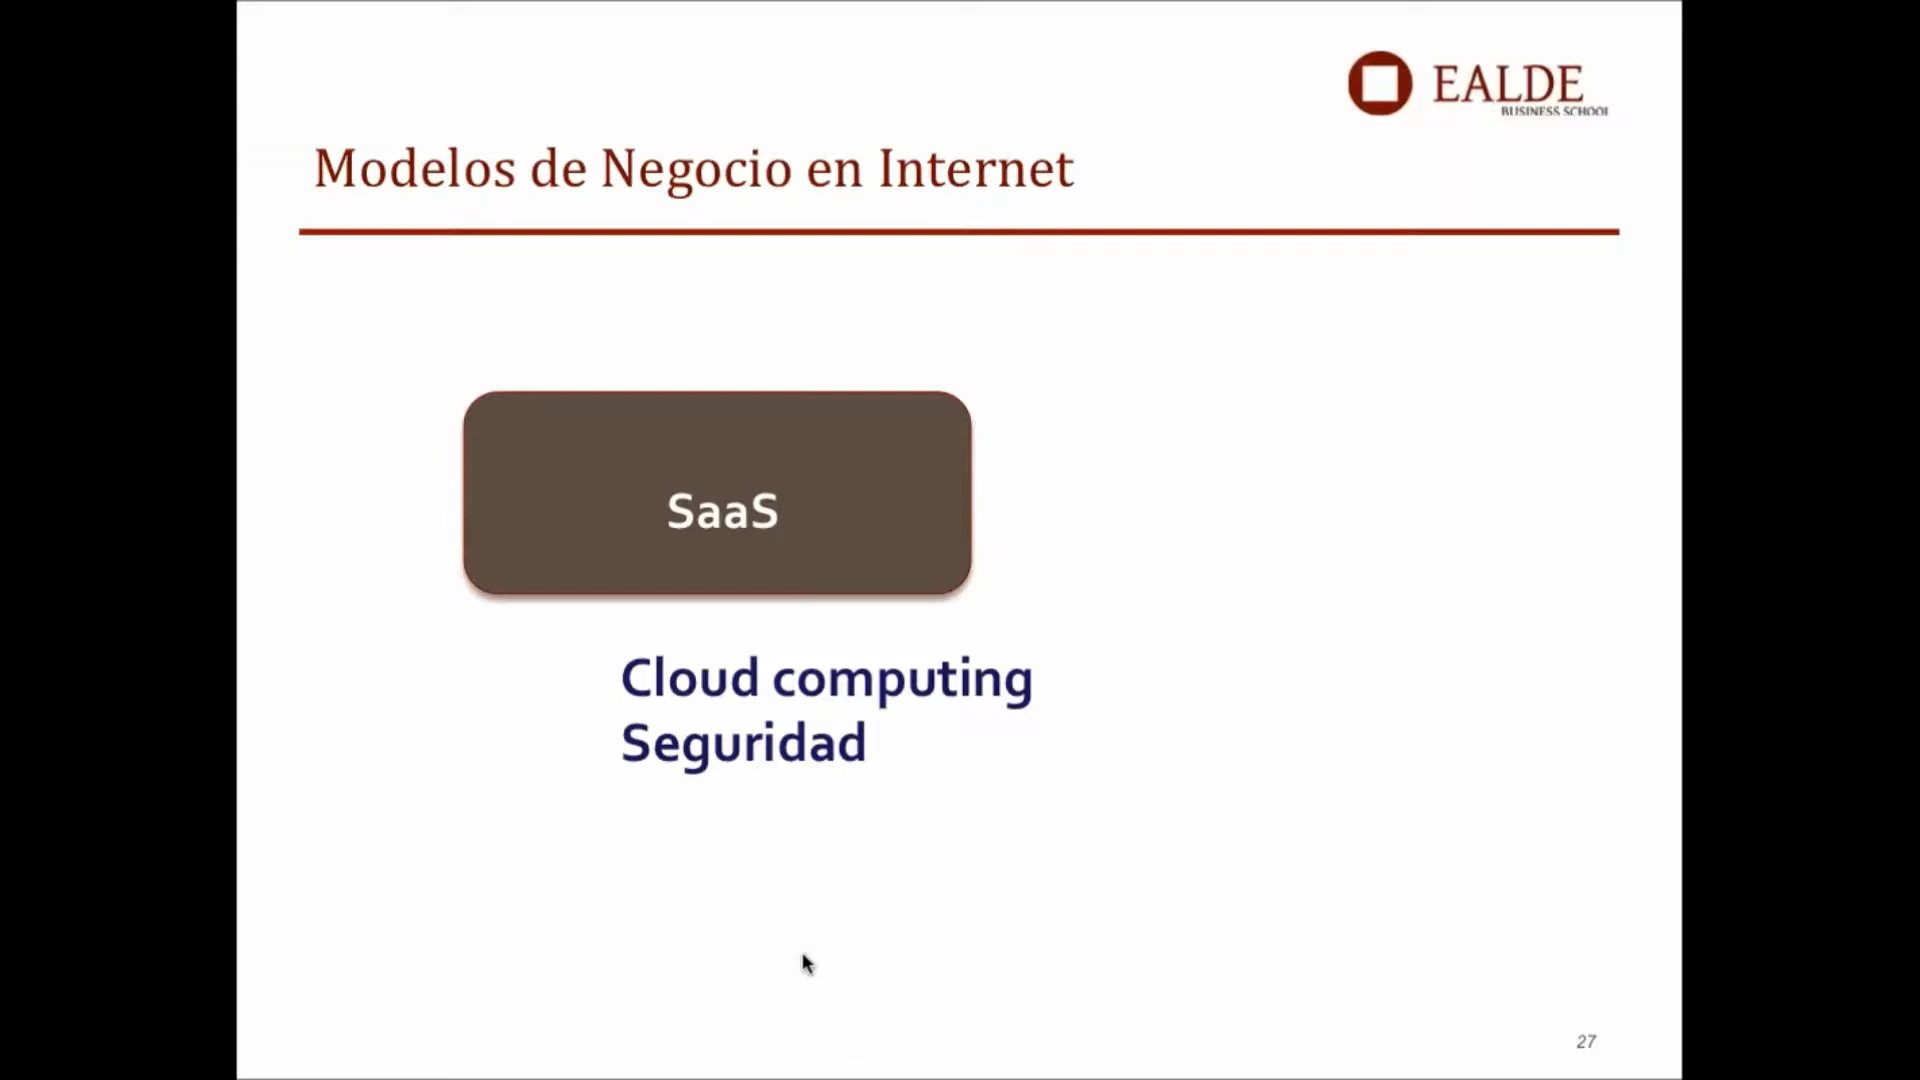 EALDE
BUSINESS SCHOOL
Modelos de Negocio en Internet
SaaS
Cloud computing
Seguridad
27